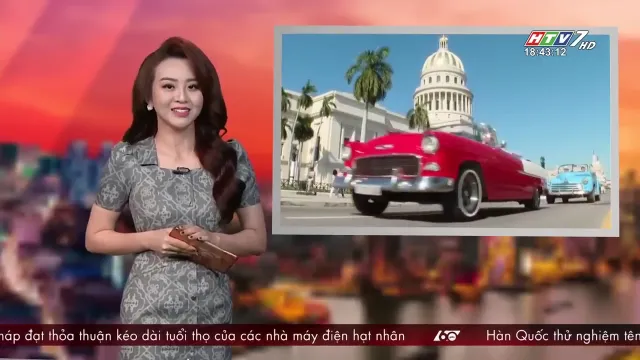 HTV7 HD
18:43:12
háp đạt thỏa thuận kéo dài tuổi thọ của các nhà máy điện hạt nhân
60
Hàn Quốc thử nghiệm tên